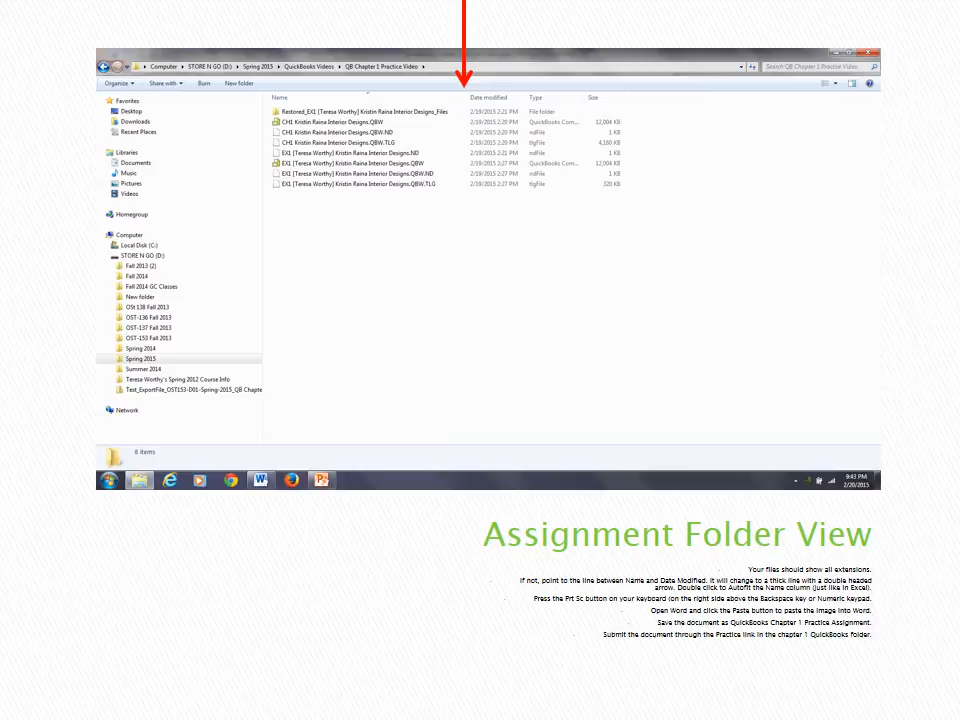 Computer ▸ STORE N GO (D:) ▸ Spring 2015 ▸ QuickBooks Videos ▸ QB Chapter 1 Practice Video ▸
Search QB Chapter 1 Practice Video
Organize ▾ Share with ▾ Burn New folder
Name Date modified Type Size
Favorites
Desktop
Downloads
Recent Places
Libraries
Documents
Music
Pictures
Videos
Homegroup
Computer
Local Disk (C:)
STORE N GO (D:)
Fall 2013 (2)
Fall 2014
Fall 2014 GC Classes
New folder
OSt 138 Fall 2013
OST-136 Fall 2013
OST-137 Fall 2013
OST-153 Fall 2013
Spring 2014
Spring 2015
Summer 2014
Teresa Worthy's Spring 2012 Course Info
Test_ExportFile_OST153-D01-Spring-2015_QB Chapte
Network
Restored_EX1 [Teresa Worthy] Kristin Raina Interior Designs_Files 2/19/2015 2:21 PM File folder
CH1 Kristin Raina Interior Designs.QBW 2/19/2015 2:20 PM QuickBooks Com... 12,004 KB
CH1 Kristin Raina Interior Designs.QBW.ND 2/19/2015 2:20 PM ndFile 1 KB
CH1 Kristin Raina Interior Designs.QBW.TLG 2/19/2015 2:20 PM tlgFile 4,160 KB
EX1 [Teresa Worthy] Kristin Raina Interior Designs.ND 2/19/2015 2:21 PM ndFile 1 KB
EX1 [Teresa Worthy] Kristin Raina Interior Designs.QBW 2/19/2015 2:27 PM QuickBooks Com... 12,004 KB
EX1 [Teresa Worthy] Kristin Raina Interior Designs.QBW.ND 2/19/2015 2:27 PM ndFile 1 KB
EX1 [Teresa Worthy] Kristin Raina Interior Designs.QBW.TLG 2/19/2015 2:27 PM tlgFile 320 KB
8 items
9:43 PM
2/20/2015
Assignment Folder View
Your files should show all extensions.
If not, point to the line between Name and Date Modified. It will change to a thick line with a double headed
arrow. Double click to Autofit the Name column (just like in Excel).
Press the Prt Sc button on your keyboard (on the right side above the Backspace key or Numeric keypad.
Open Word and click the Paste button to paste the image into Word.
Save the document as QuickBooks Chapter 1 Practice Assignment.
Submit the document through the Practice link in the chapter 1 QuickBooks folder.